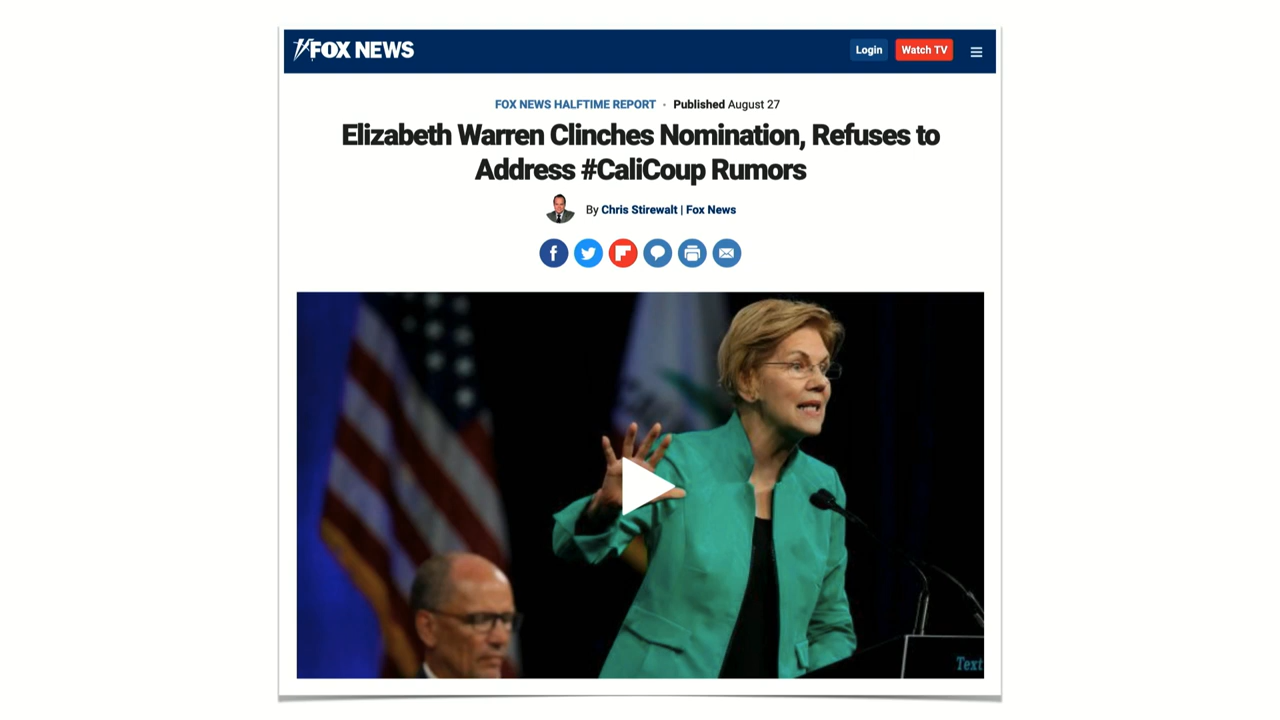 FOX NEWS
Login
Watch TV
FOX NEWS HALFTIME REPORT · Published August 27
Elizabeth Warren Clinches Nomination, Refuses to
Address #CaliCoup Rumors
By Chris Stirewalt | Fox News
Text